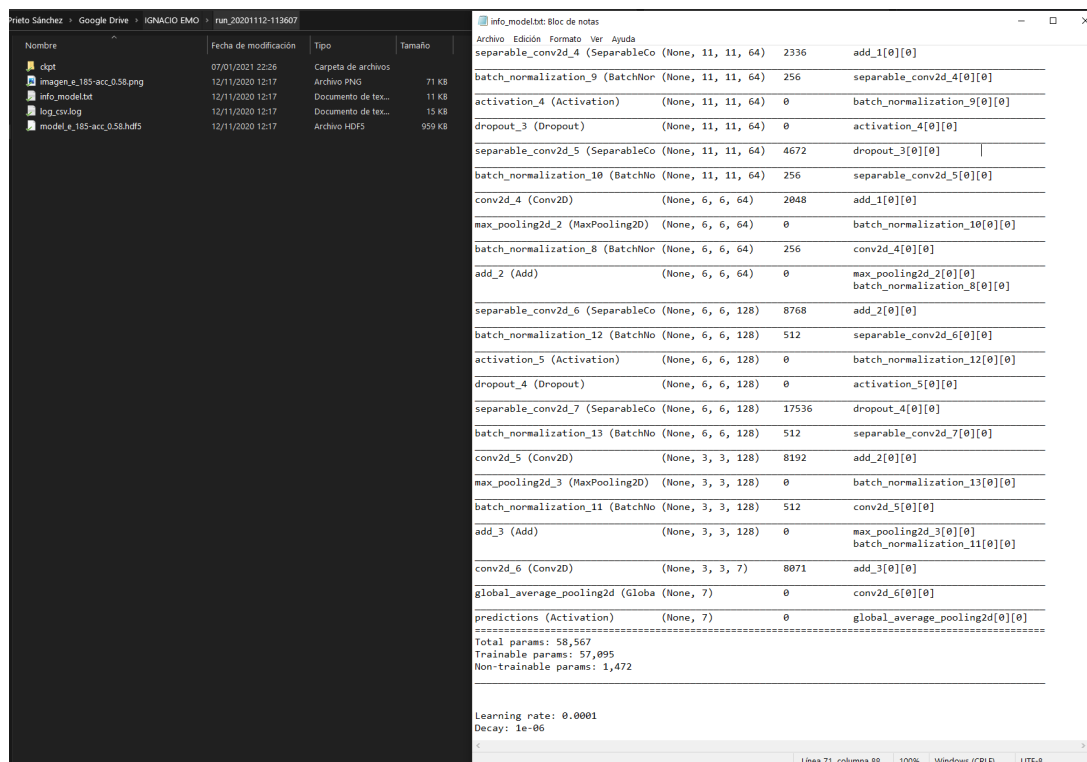 Prieto Sánchez › Google Drive › IGNACIO EMO › run_20201112-113607
Nombre Fecha de modificación Tipo Tamaño
ckpt 07/01/2021 22:26 Carpeta de archivos
imagen_e_185-acc_0.58.png 12/11/2020 12:17 Archivo PNG 71 KB
info_model.txt 12/11/2020 12:17 Documento de tex... 11 KB
log_csv.log 12/11/2020 12:17 Documento de tex... 15 KB
model_e_185-acc_0.58.hdf5 12/11/2020 12:17 Archivo HDF5 959 KB
info_model.txt: Bloc de notas
Archivo Edición Formato Ver Ayuda
separable_conv2d_4 (SeparableCo (None, 11, 11, 64) 2336 add_1[0][0]
batch_normalization_9 (BatchNor (None, 11, 11, 64) 256 separable_conv2d_4[0][0]
activation_4 (Activation) (None, 11, 11, 64) 0 batch_normalization_9[0][0]
dropout_3 (Dropout) (None, 11, 11, 64) 0 activation_4[0][0]
separable_conv2d_5 (SeparableCo (None, 11, 11, 64) 4672 dropout_3[0][0]
batch_normalization_10 (BatchNo (None, 11, 11, 64) 256 separable_conv2d_5[0][0]
conv2d_4 (Conv2D) (None, 6, 6, 64) 2048 add_1[0][0]
max_pooling2d_2 (MaxPooling2D) (None, 6, 6, 64) 0 batch_normalization_10[0][0]
batch_normalization_8 (BatchNor (None, 6, 6, 64) 256 conv2d_4[0][0]
add_2 (Add) (None, 6, 6, 64) 0 max_pooling2d_2[0][0]
batch_normalization_8[0][0]
separable_conv2d_6 (SeparableCo (None, 6, 6, 128) 8768 add_2[0][0]
batch_normalization_12 (BatchNo (None, 6, 6, 128) 512 separable_conv2d_6[0][0]
activation_5 (Activation) (None, 6, 6, 128) 0 batch_normalization_12[0][0]
dropout_4 (Dropout) (None, 6, 6, 128) 0 activation_5[0][0]
separable_conv2d_7 (SeparableCo (None, 6, 6, 128) 17536 dropout_4[0][0]
batch_normalization_13 (BatchNo (None, 6, 6, 128) 512 separable_conv2d_7[0][0]
conv2d_5 (Conv2D) (None, 3, 3, 128) 8192 add_2[0][0]
max_pooling2d_3 (MaxPooling2D) (None, 3, 3, 128) 0 batch_normalization_13[0][0]
batch_normalization_11 (BatchNo (None, 3, 3, 128) 512 conv2d_5[0][0]
add_3 (Add) (None, 3, 3, 128) 0 max_pooling2d_3[0][0]
batch_normalization_11[0][0]
conv2d_6 (Conv2D) (None, 3, 3, 7) 8071 add_3[0][0]
global_average_pooling2d (Globa (None, 7) 0 conv2d_6[0][0]
predictions (Activation) (None, 7) 0 global_average_pooling2d[0][0]
Total params: 58,567
Trainable params: 57,095
Non-trainable params: 1,472
Learning rate: 0.0001
Decay: 1e-06
Línea 71, columna 88 100% Windows (CRLF) UTF-8